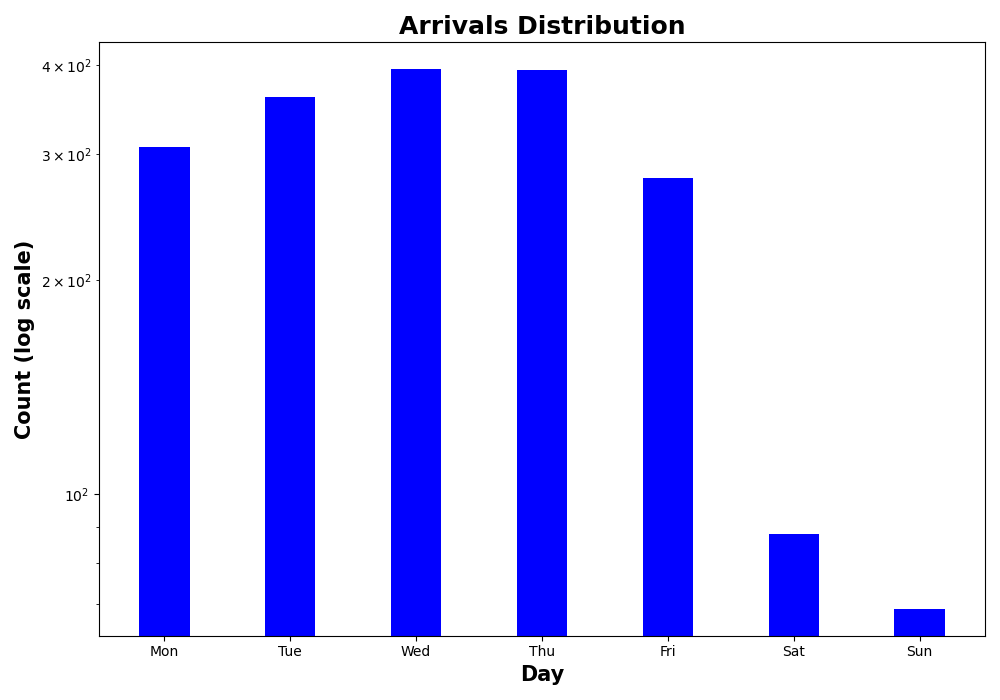 Arrivals Distribution
4 × 10²
3 × 10²
2 × 10²
10²
Count (log scale)
Mon Tue Wed Thu Fri Sat Sun
Day